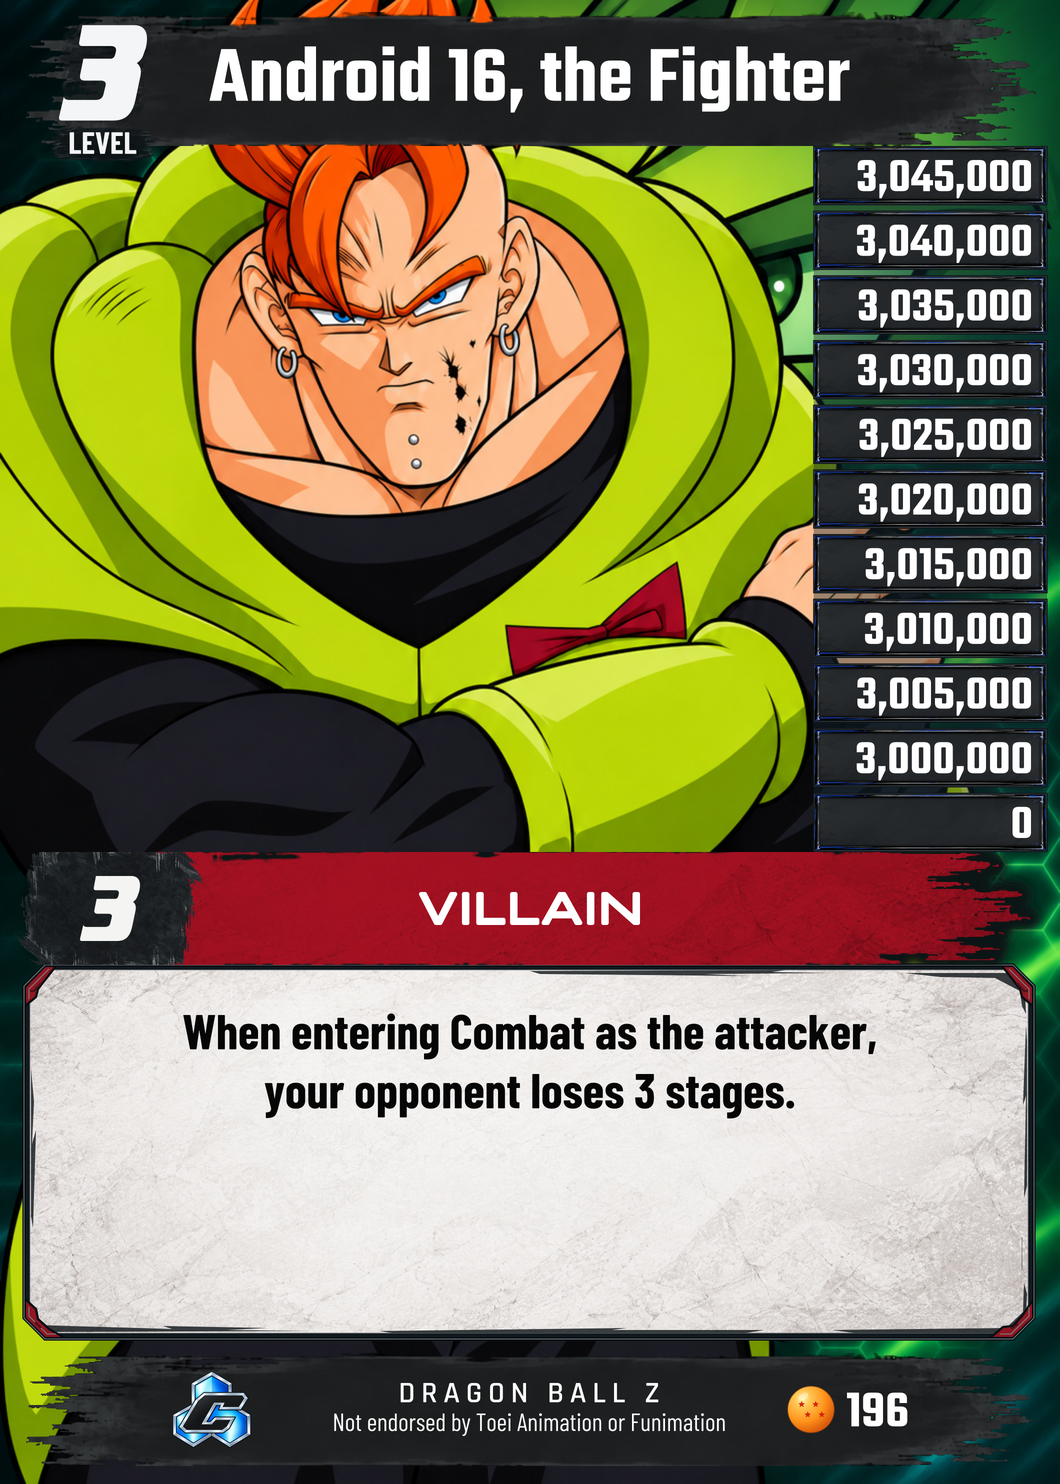 3
LEVEL
Android 16, the Fighter
3,045,000
3,040,000
3,035,000
3,030,000
3,025,000
3,020,000
3,015,000
3,010,000
3,005,000
3,000,000
0
3
VILLAIN
When entering Combat as the attacker,
your opponent loses 3 stages.
DRAGON BALL Z
Not endorsed by Toei Animation or Funimation
196